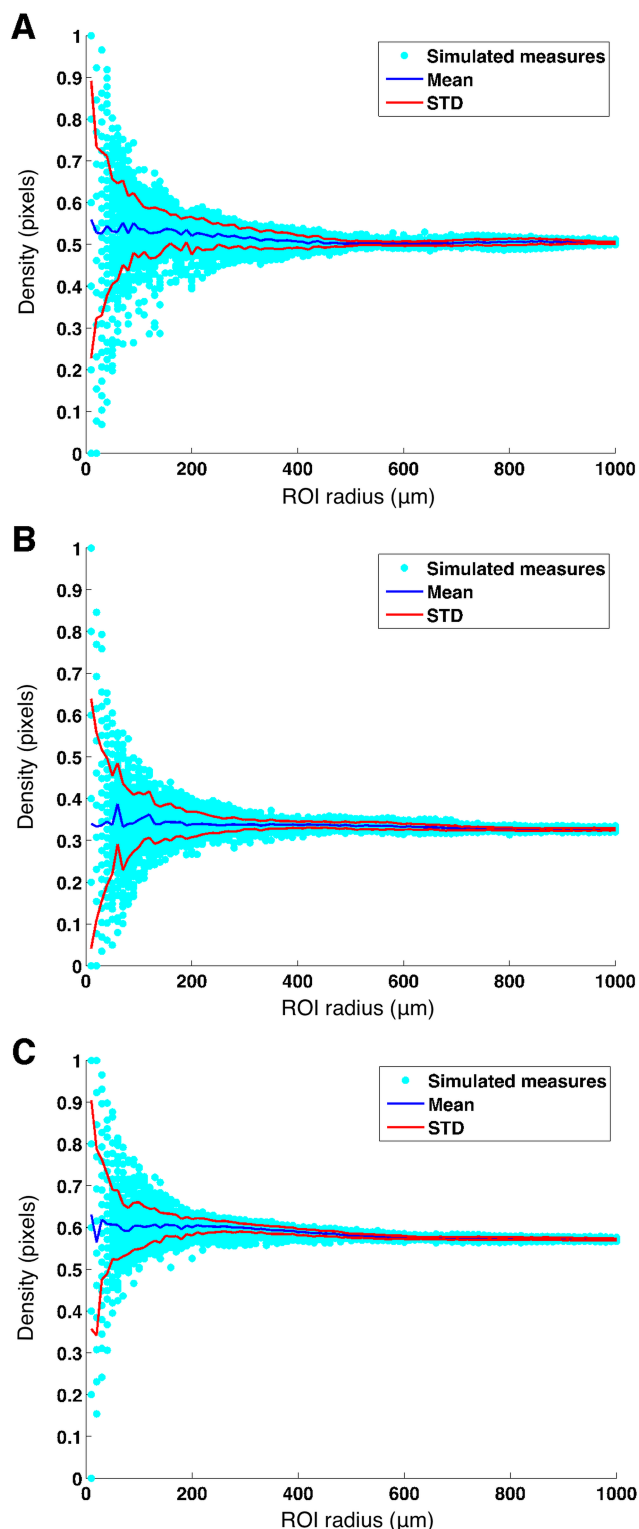 A
1
0.9
0.8
0.7
0.6
0.5
0.4
0.3
0.2
0.1
0
Density (pixels)
Simulated measures
Mean
STD
0
200
400
600
800
1000
ROI radius (µm)
B
1
0.9
0.8
0.7
0.6
0.5
0.4
0.3
0.2
0.1
0
Density (pixels)
Simulated measures
Mean
STD
0
200
400
600
800
1000
ROI radius (µm)
C
1
0.9
0.8
0.7
0.6
0.5
0.4
0.3
0.2
0.1
0
Density (pixels)
Simulated measures
Mean
STD
0
200
400
600
800
1000
ROI radius (µm)